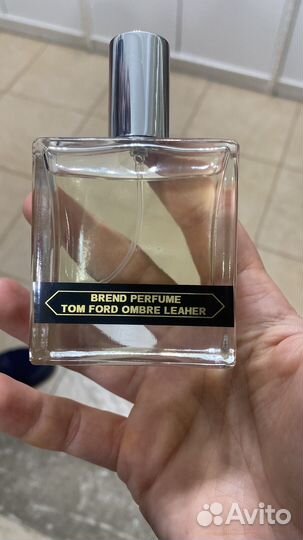 BREND PERFUME
TOM FORD OMBRE LEAHER
Avito